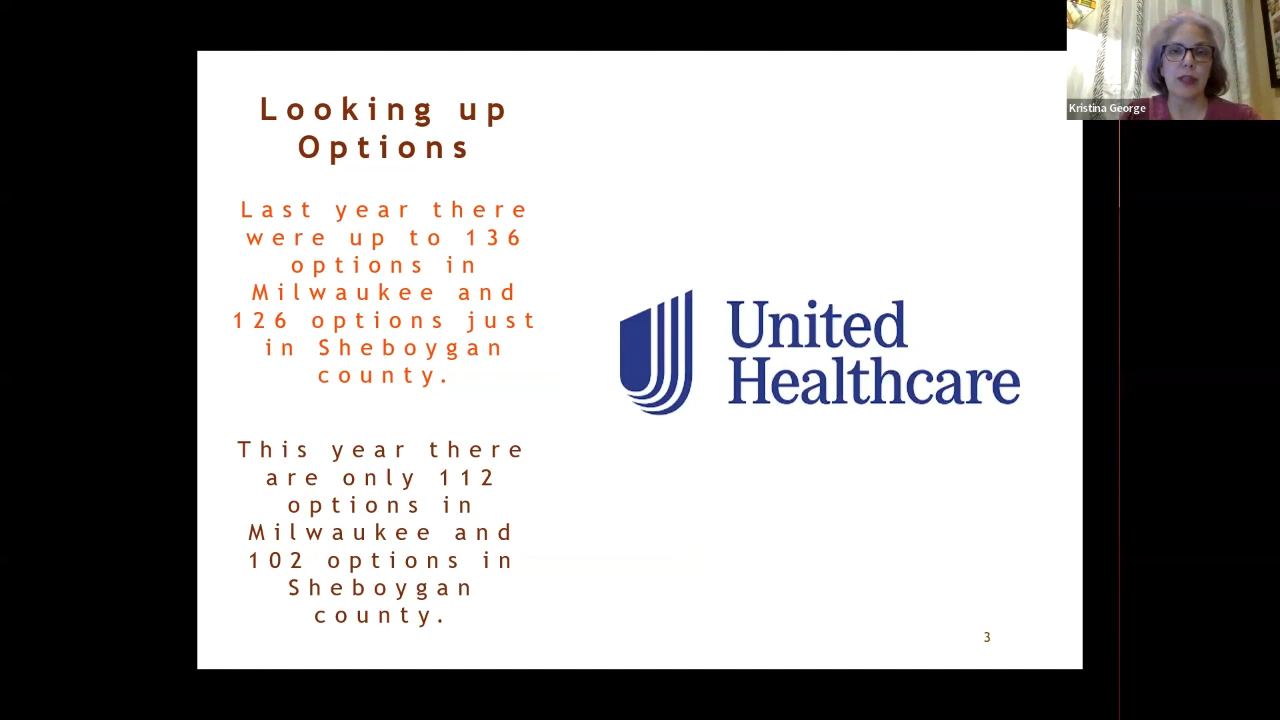 Looking up
Options
Last year there
were up to 136
options in
Milwaukee and
126 options just
in Sheboygan
county.
This year there
are only 112
options in
Milwaukee and
102 options in
Sheboygan
county.
United
Healthcare
3
Kristina George